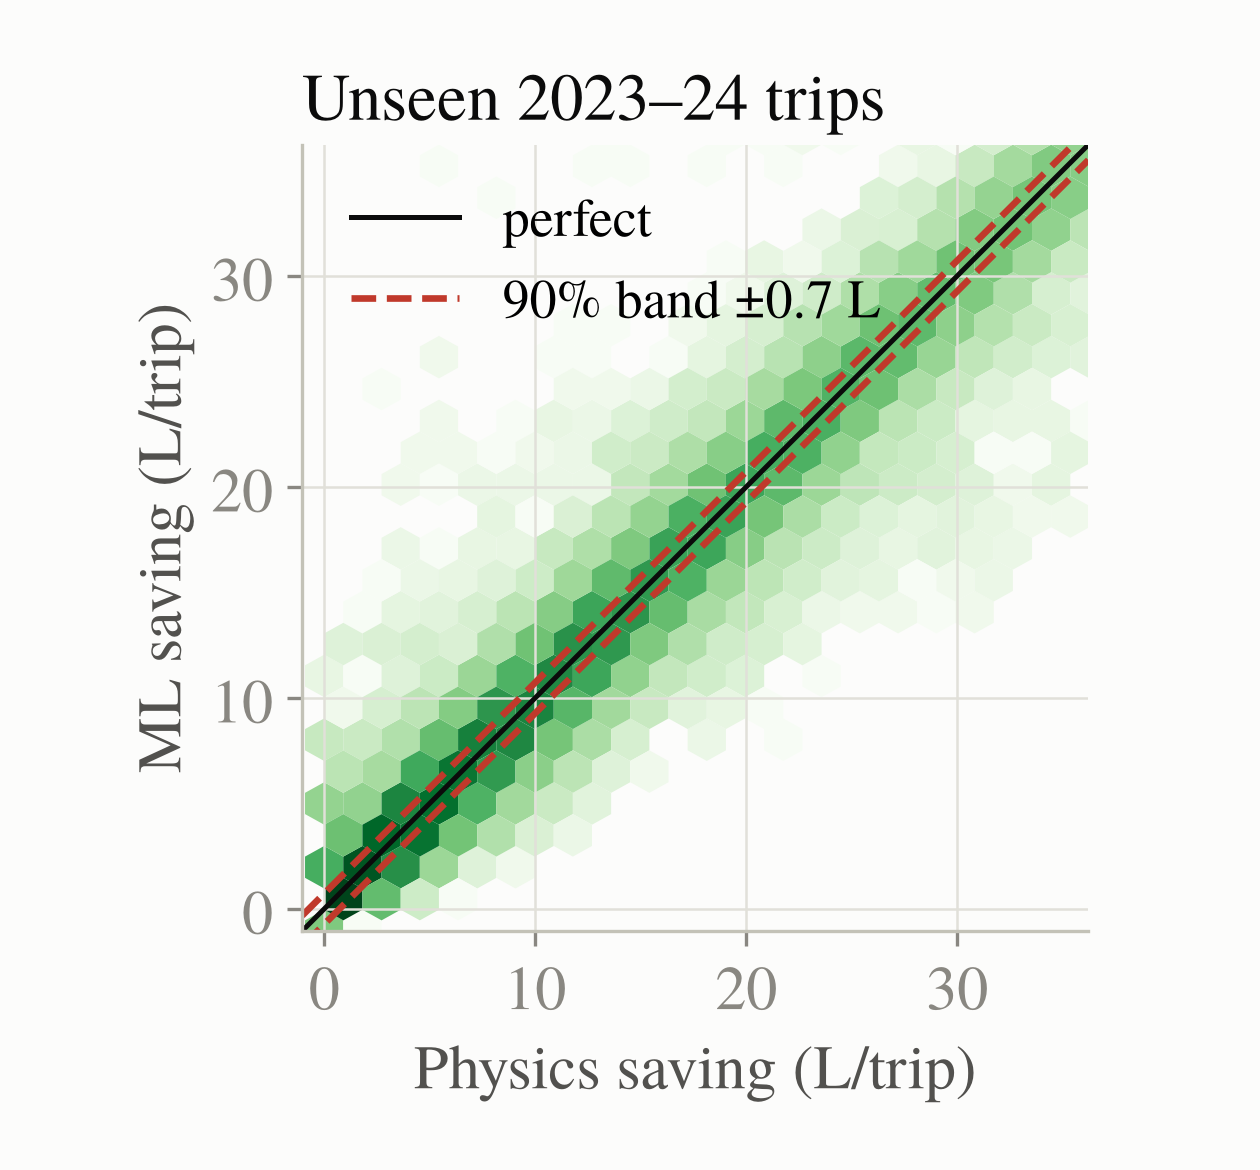 Unseen 2023–24 trips
perfect
90% band ±0.7 L
30
20
10
0
ML saving (L/trip)
0 10 20 30
Physics saving (L/trip)